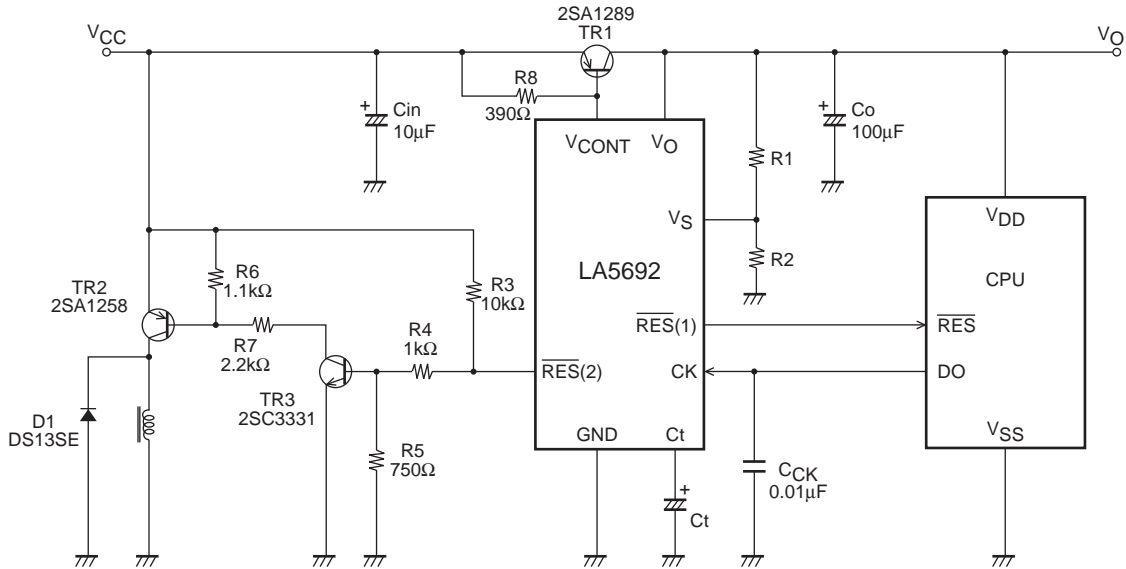 2SA1289
TR1
VCC
VO
R8
390Ω
Cin
10μF
+
VCONT
VO
+
Co
100μF
R1
VS
R2
LA5692
VDD
CPU
R6
1.1kΩ
R3
10kΩ
TR2
2SA1258
R7
2.2kΩ
R4
1kΩ
RES(1)
RES
RES(2)
CK
DO
TR3
2SC3331
D1
DS13SE
R5
750Ω
GND
Ct
VSS
CCK
0.01μF
+
Ct